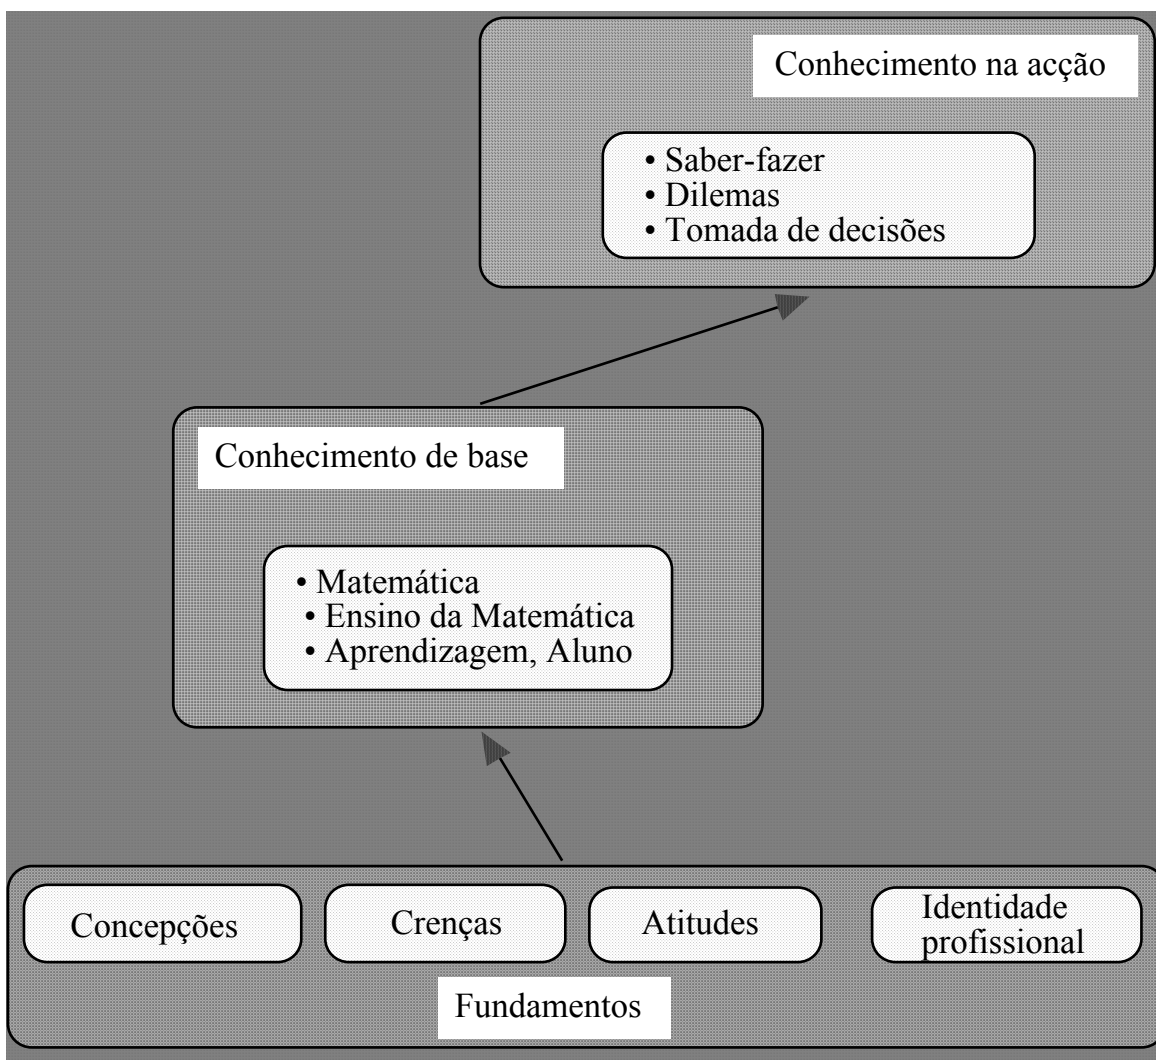 Conhecimento na acção
• Saber-fazer
• Dilemas
• Tomada de decisões
Conhecimento de base
• Matemática
• Ensino da Matemática
• Aprendizagem, Aluno
Concepções
Crenças
Atitudes
Identidade
profissional
Fundamentos